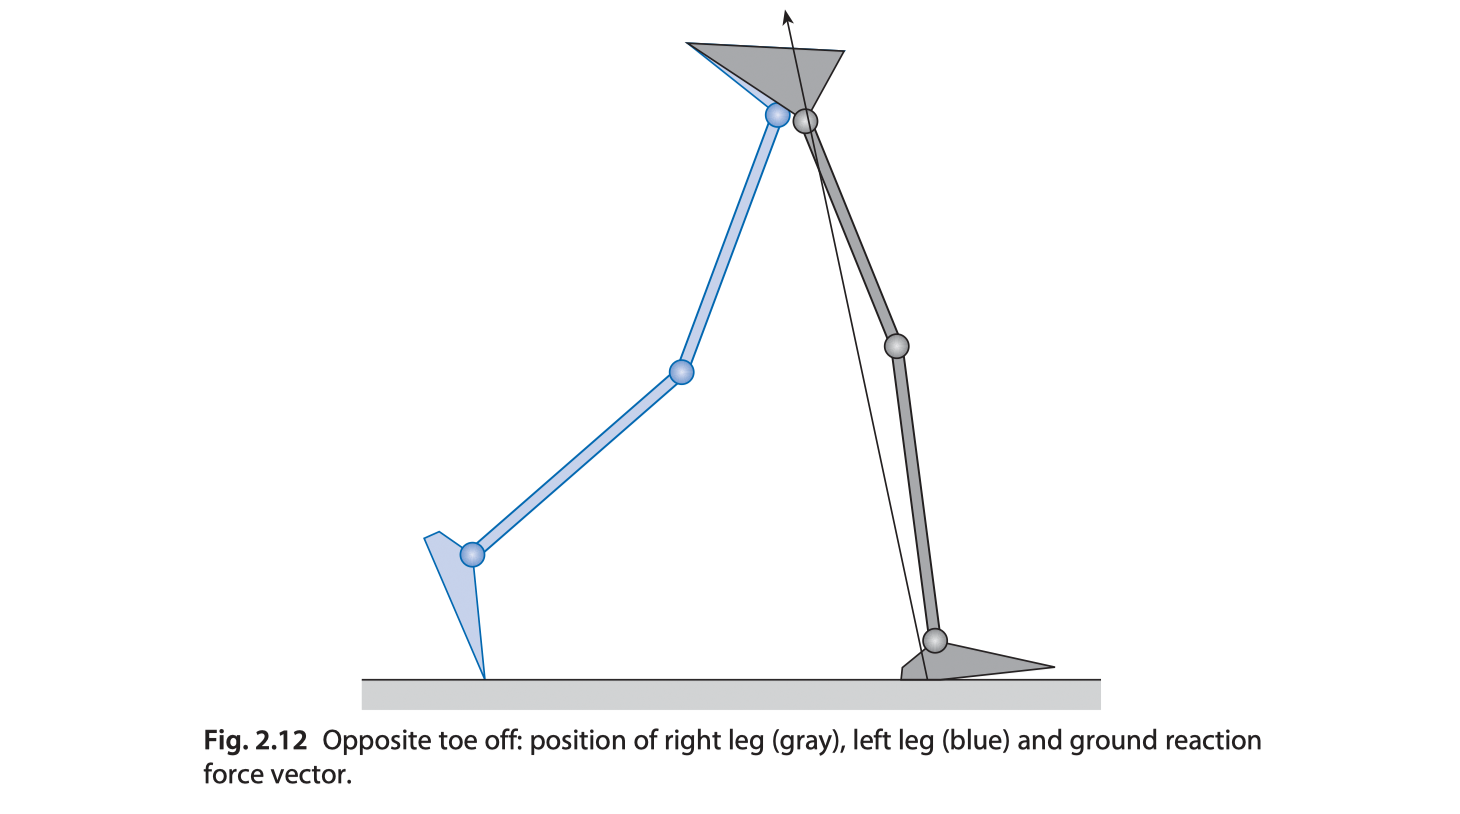 Fig. 2.12 Opposite toe off: position of right leg (gray), left leg (blue) and ground reaction
force vector.